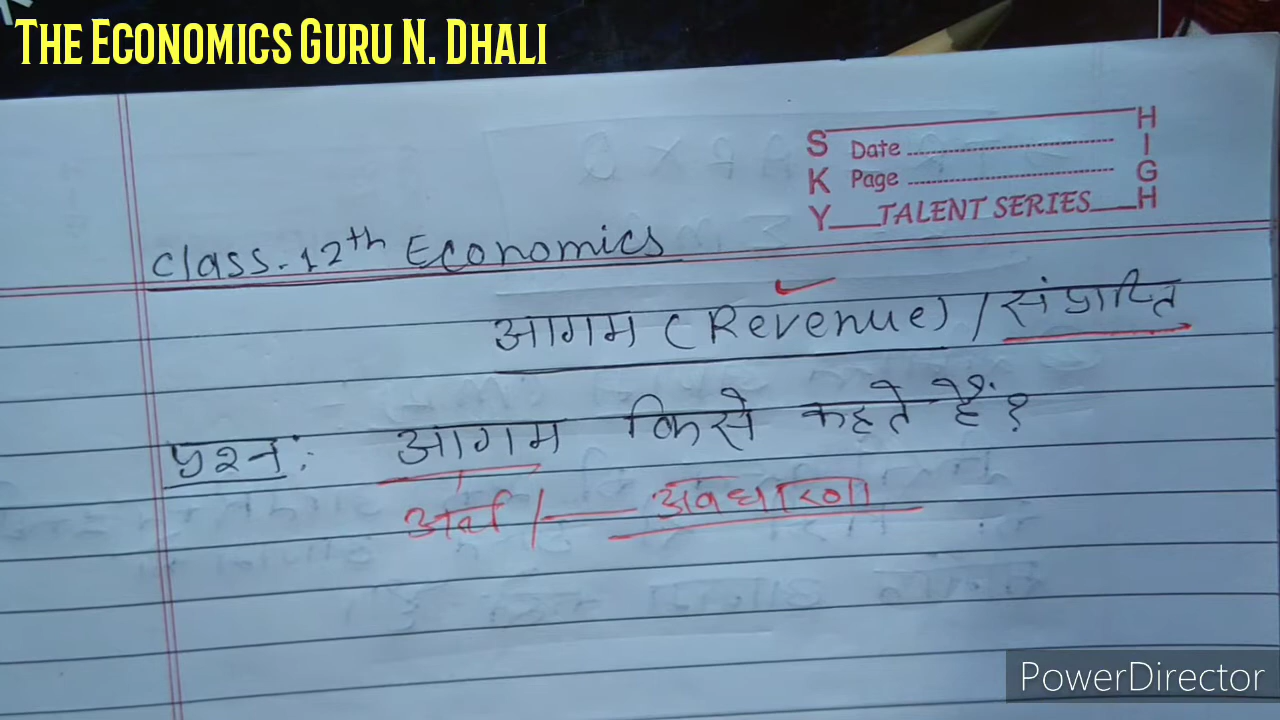 THE ECONOMICS GURU N. DHALI
S H
Date
I
K Page
G
Y TALENT SERIES H
Class. 12th Economics
आगम (Revenue) / संप्राप्ति
प्रश्न: आगम किसे कहते हैं?
अर्थ / अवधारणा
PowerDirector